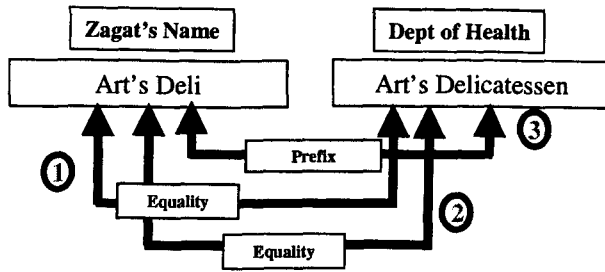 Zagat's Name
Dept of Health
Art's Deli
Art's Delicatessen
3
Prefix
1
Equality
2
Equality